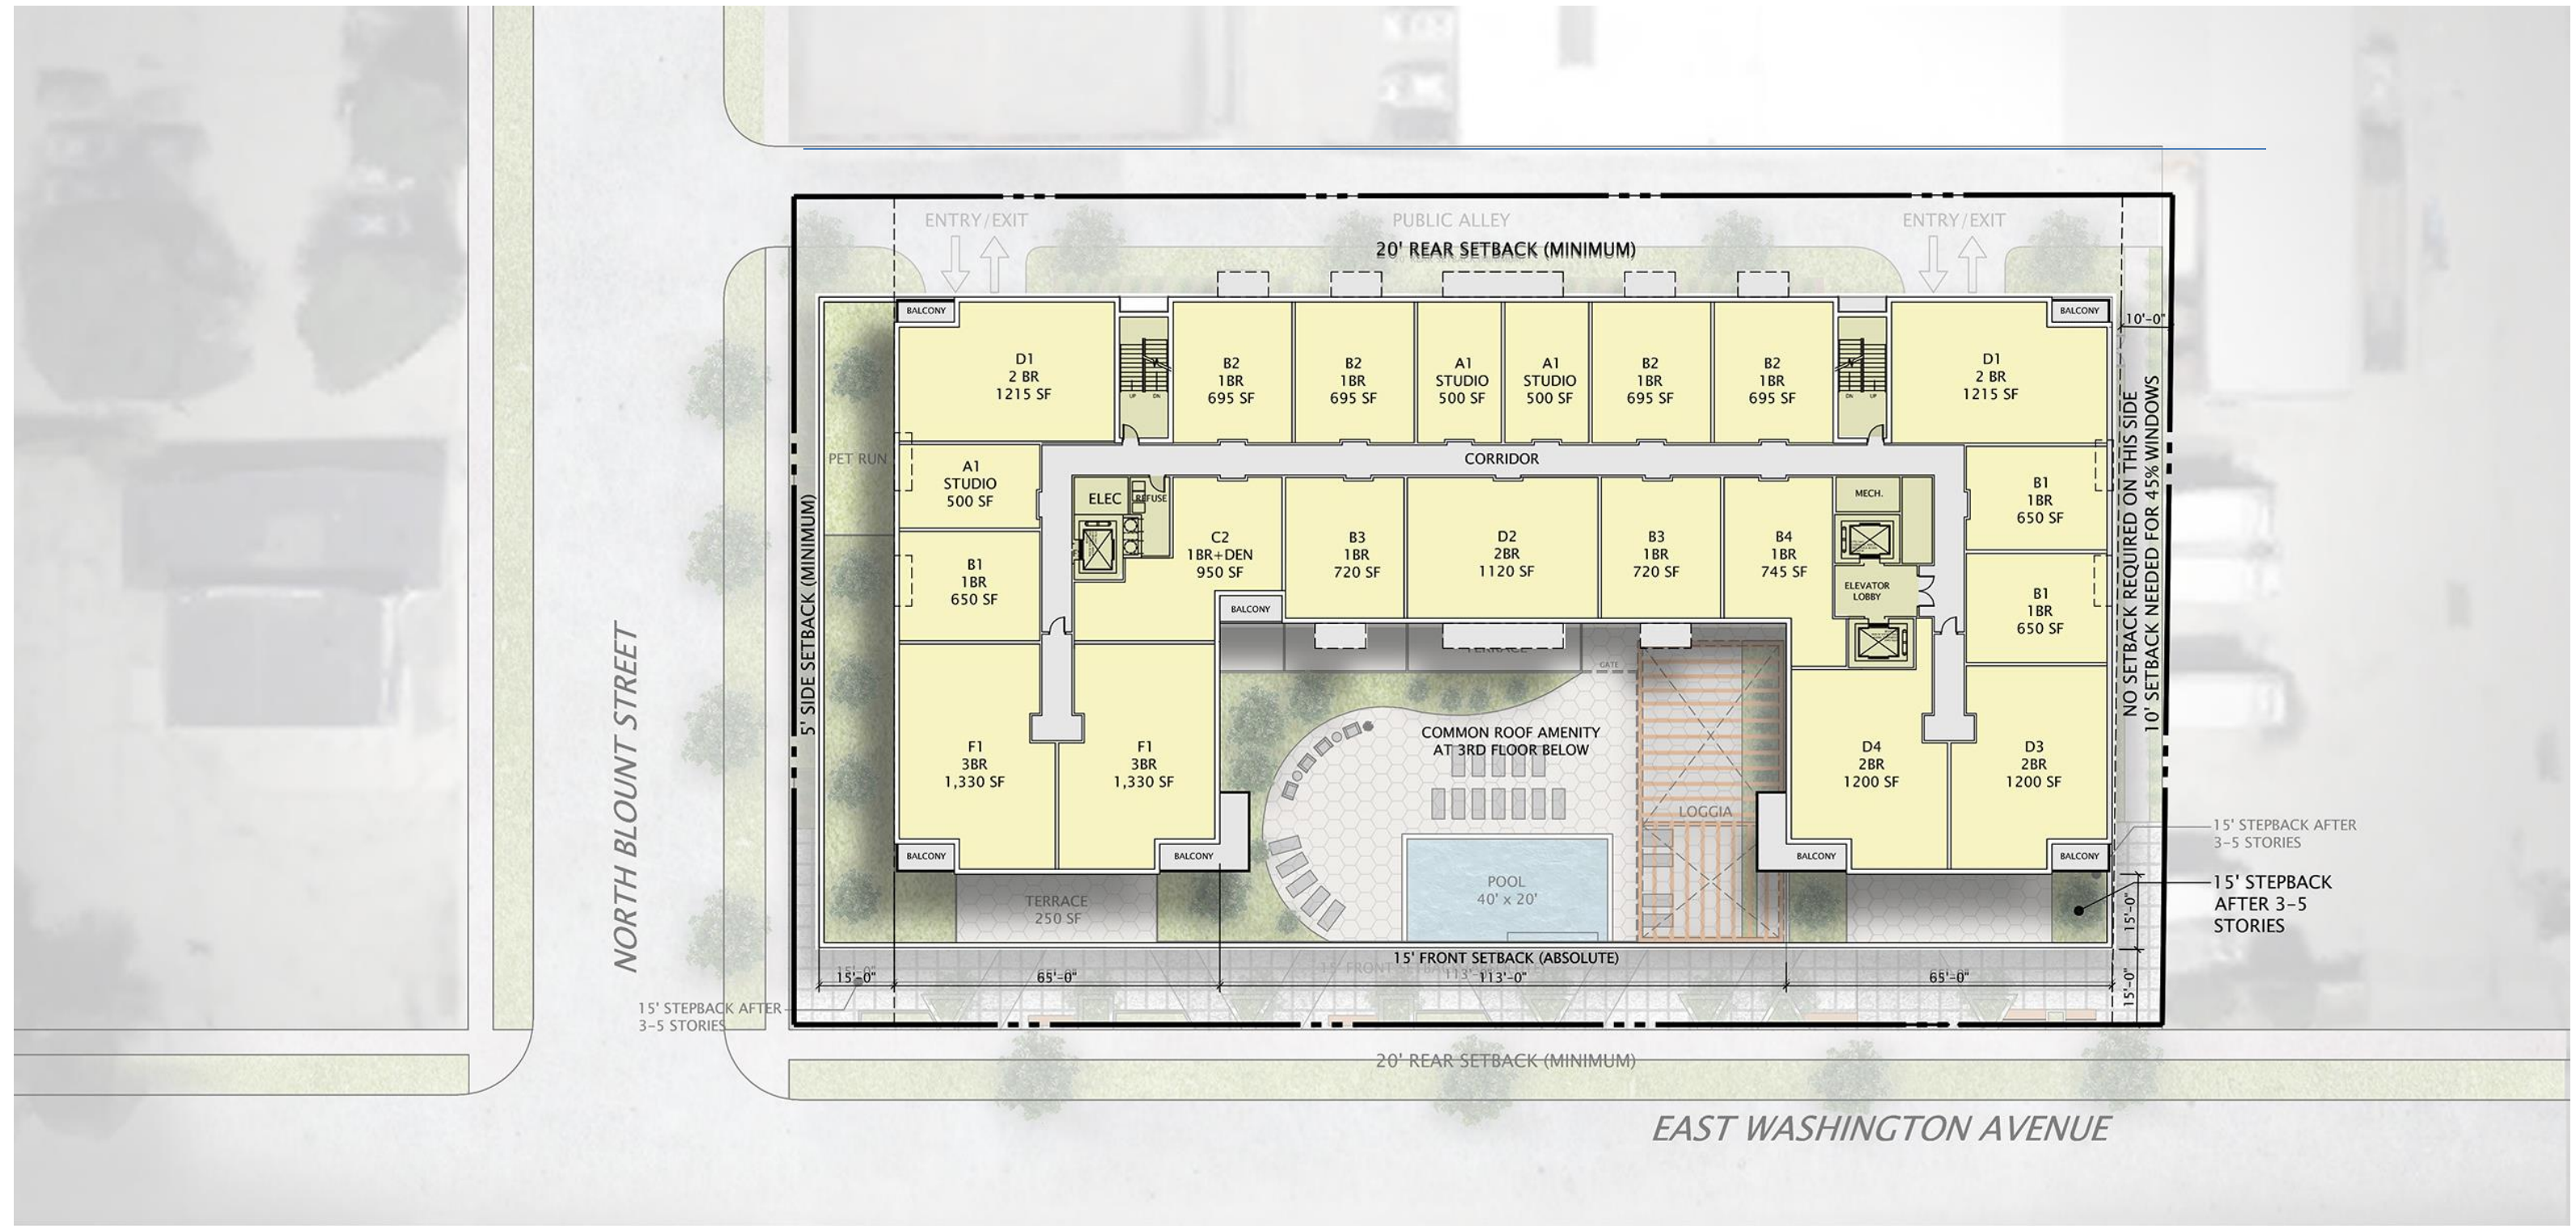 ENTRY/EXIT
PUBLIC ALLEY
ENTRY/EXIT
20' REAR SETBACK (MINIMUM)
BALCONY
BALCONY
10'-0"
D1
2 BR
1215 SF
UP
DN
B2
1BR
695 SF
B2
1BR
695 SF
A1
STUDIO
500 SF
A1
STUDIO
500 SF
B2
1BR
695 SF
B2
1BR
695 SF
DN
UP
D1
2 BR
1215 SF
PET RUN
CORRIDOR
A1
STUDIO
500 SF
ELEC
REFUSE
MECH.
B1
1BR
650 SF
C2
1BR+DEN
950 SF
B3
1BR
720 SF
D2
2BR
1120 SF
B3
1BR
720 SF
B4
1BR
745 SF
B1
1BR
650 SF
ELEVATOR
LOBBY
B1
1BR
650 SF
BALCONY
TERRACE
GATE
5' SIDE SETBACK (MINIMUM)
NO SETBACK REQUIRED ON THIS SIDE
10' SETBACK NEEDED FOR 45% WINDOWS
NORTH BLOUNT STREET
F1
3BR
1,330 SF
F1
3BR
1,330 SF
COMMON ROOF AMENITY
AT 3RD FLOOR BELOW
LOGGIA
D4
2BR
1200 SF
D3
2BR
1200 SF
BALCONY
BALCONY
BALCONY
BALCONY
15' STEPBACK AFTER
3-5 STORIES
15' STEPBACK
AFTER 3-5
STORIES
POOL
40' x 20'
TERRACE
250 SF
15'-0"
15' FRONT SETBACK (ABSOLUTE)
15'-0"
65'-0"
113'-0"
65'-0"
15'-0"
15' STEPBACK AFTER
3-5 STORIES
20' REAR SETBACK (MINIMUM)
EAST WASHINGTON AVENUE